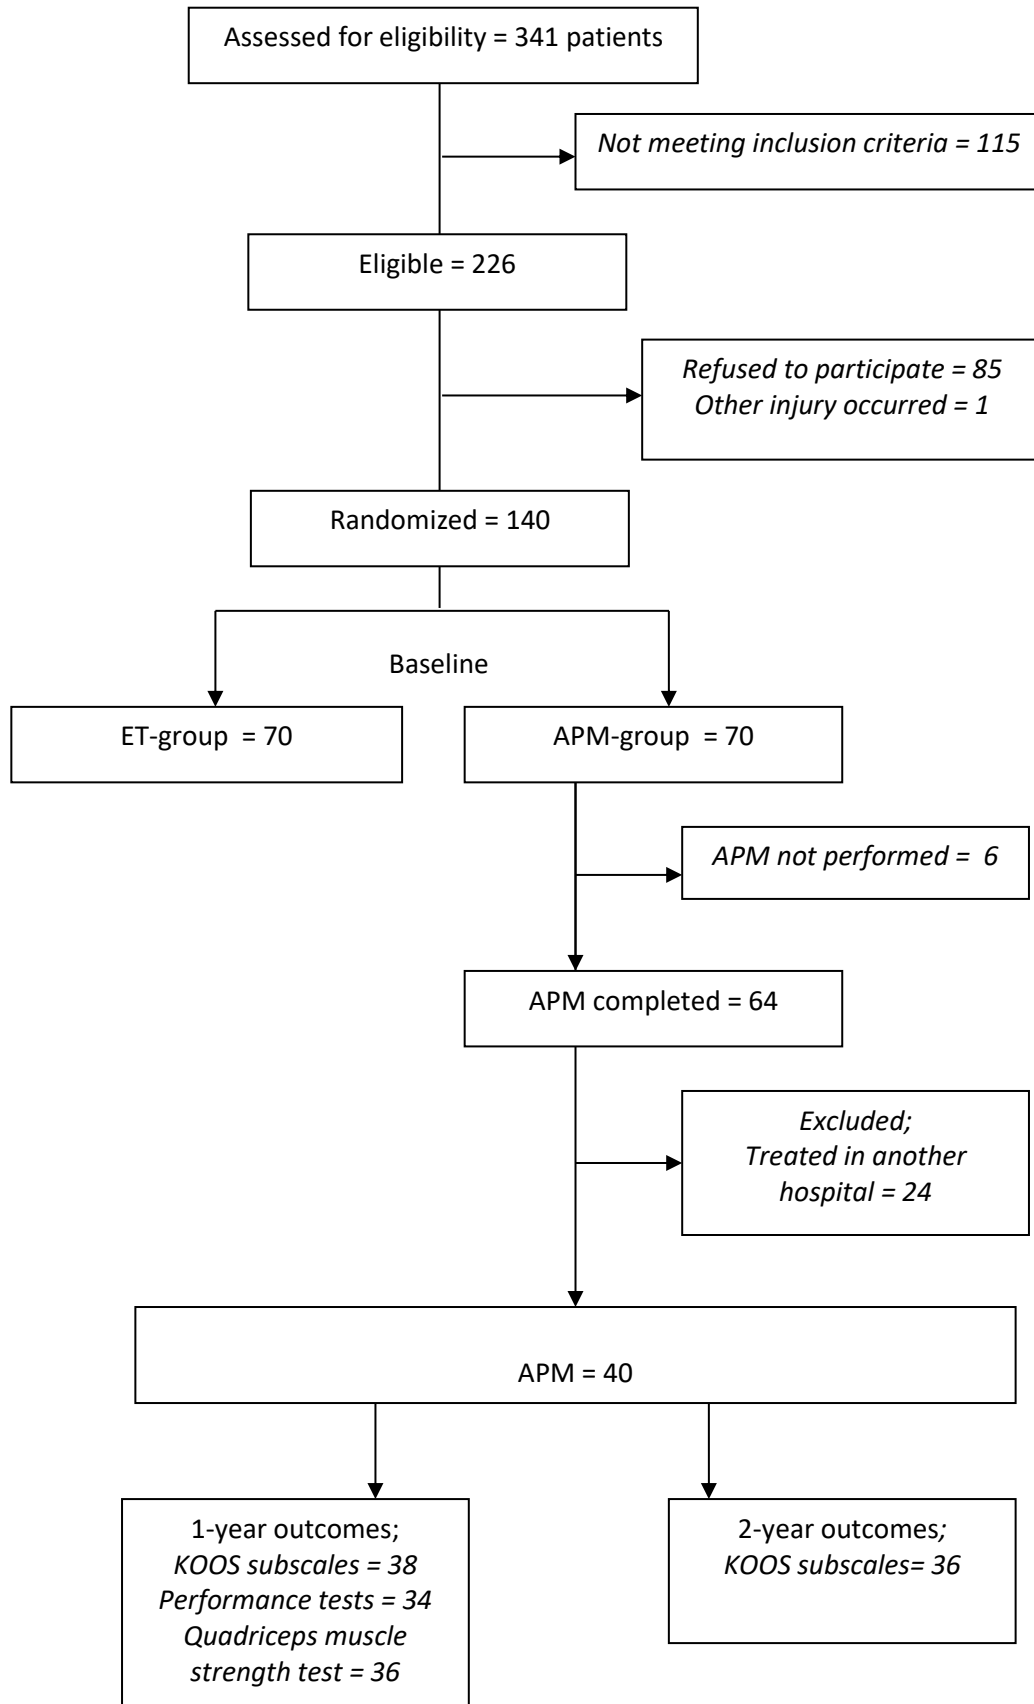 Assessed for eligibility = 341 patients
Not meeting inclusion criteria = 115
Eligible = 226
Refused to participate = 85
Other injury occurred = 1
Randomized = 140
Baseline
ET-group = 70
APM-group = 70
APM not performed = 6
APM completed = 64
Excluded;
Treated in another
hospital = 24
APM = 40
1-year outcomes;
KOOS subscales = 38
Performance tests = 34
Quadriceps muscle
strength test = 36
2-year outcomes;
KOOS subscales= 36